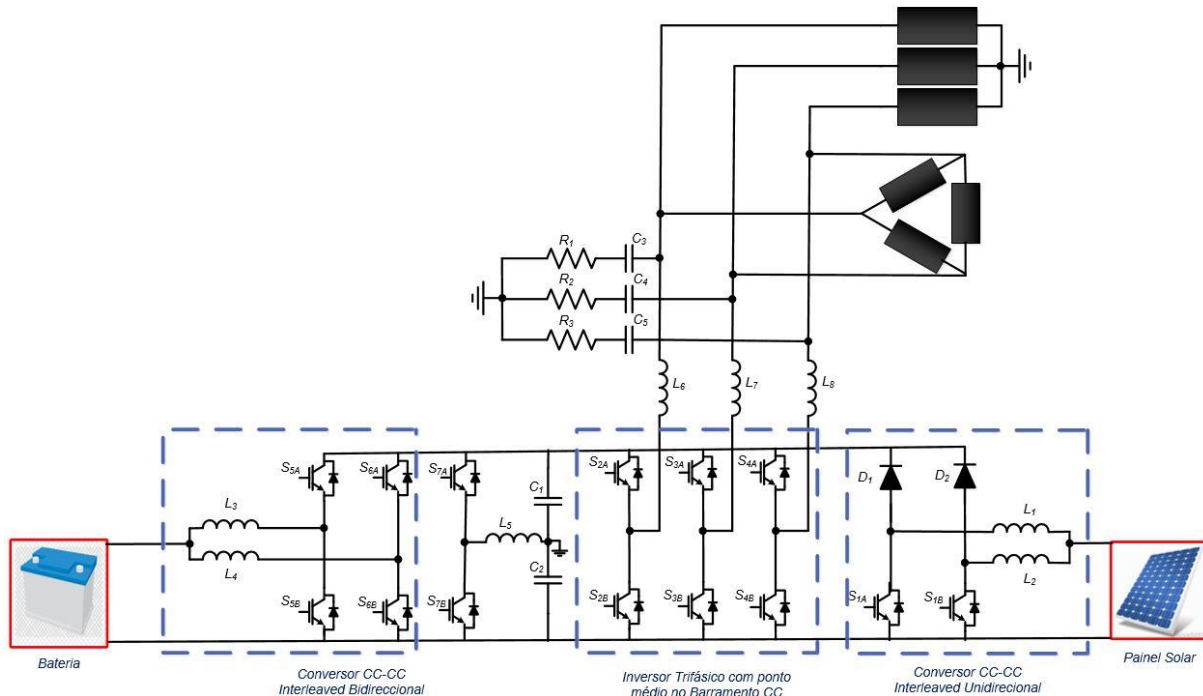 R1
C3
R2
C4
R3
C5
L6
L7
L8
S5A
S6A
S7A
C1
S2A
S3A
S4A
D1
D2
L3
L5
L1
L4
C2
L2
S5B
S6B
S7B
S2B
S3B
S4B
S1A
S1B
Bateria
Conversor CC-CC
Interleaved Bidireccional
Inversor Trifásico com ponto
médio no Barramento CC
Conversor CC-CC
Interleaved Unidirecional
Painel Solar